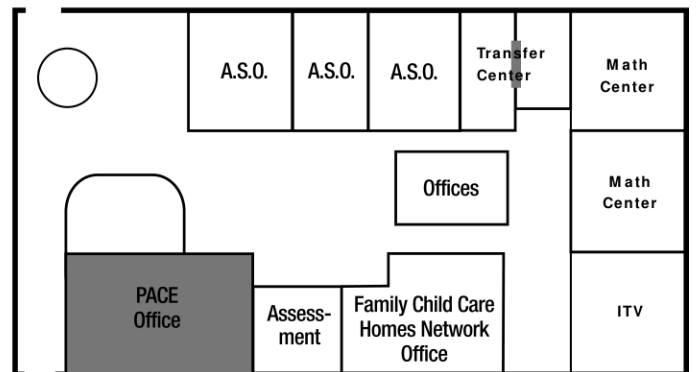 A.S.O.
A.S.O.
A.S.O.
Transfer
Center
Math
Center
Offices
Math
Center
PACE
Office
Assess-
ment
Family Child Care
Homes Network
Office
ITV